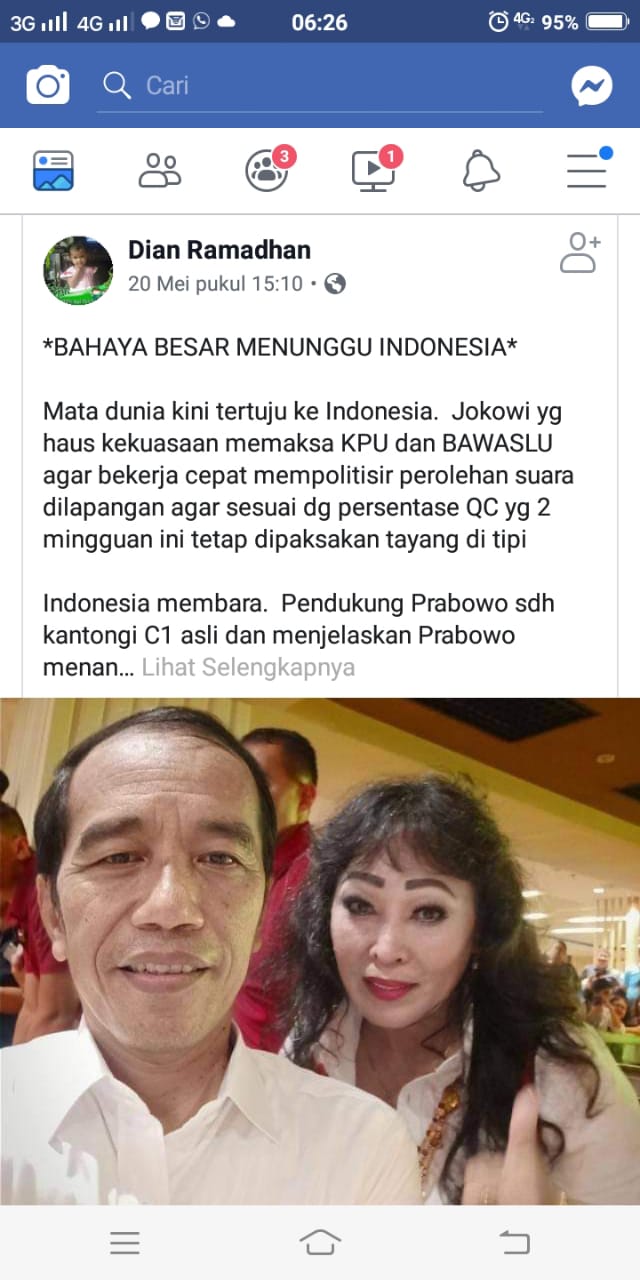 3G 4G 06:26 4G2 95%
Cari
3 1
Dian Ramadhan
20 Mei pukul 15:10 •
*BAHAYA BESAR MENUNGGU INDONESIA*
Mata dunia kini tertuju ke Indonesia. Jokowi yg
haus kekuasaan memaksa KPU dan BAWASLU
agar bekerja cepat mempolitisir perolehan suara
dilapangan agar sesuai dg persentase QC yg 2
mingguan ini tetap dipaksakan tayang di tipi
Indonesia membara. Pendukung Prabowo sdh
kantongi C1 asli dan menjelaskan Prabowo
menan... Lihat Selengkapnya